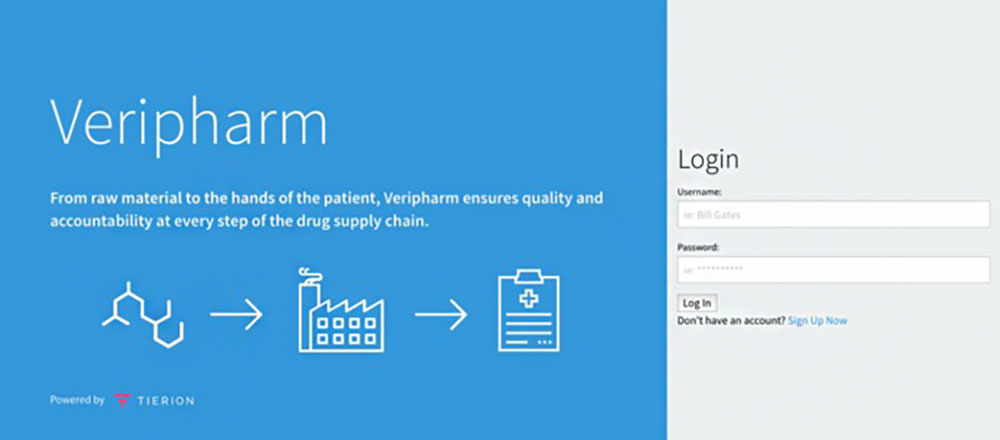 Veripharm
From raw material to the hands of the patient, Veripharm ensures quality and
accountability at every step of the drug supply chain.
Powered by TIERION
Login
Username:
ie: Bill Gates
Password:
ie: **********
Log In
Don't have an account? Sign Up Now